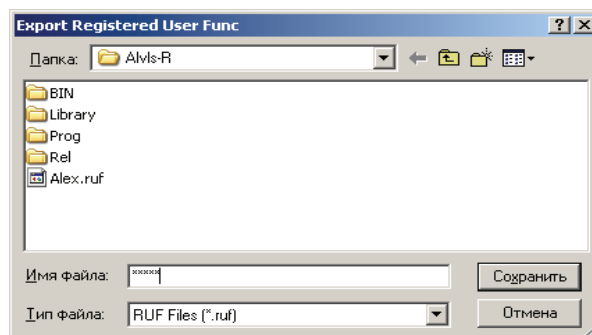 Export Registered User Func
Папка: Alvls-R
BIN
Library
Prog
Rel
Alex.ruf
Имя файла: *****
Сохранить
Тип файла: RUF Files (*.ruf)
Отмена